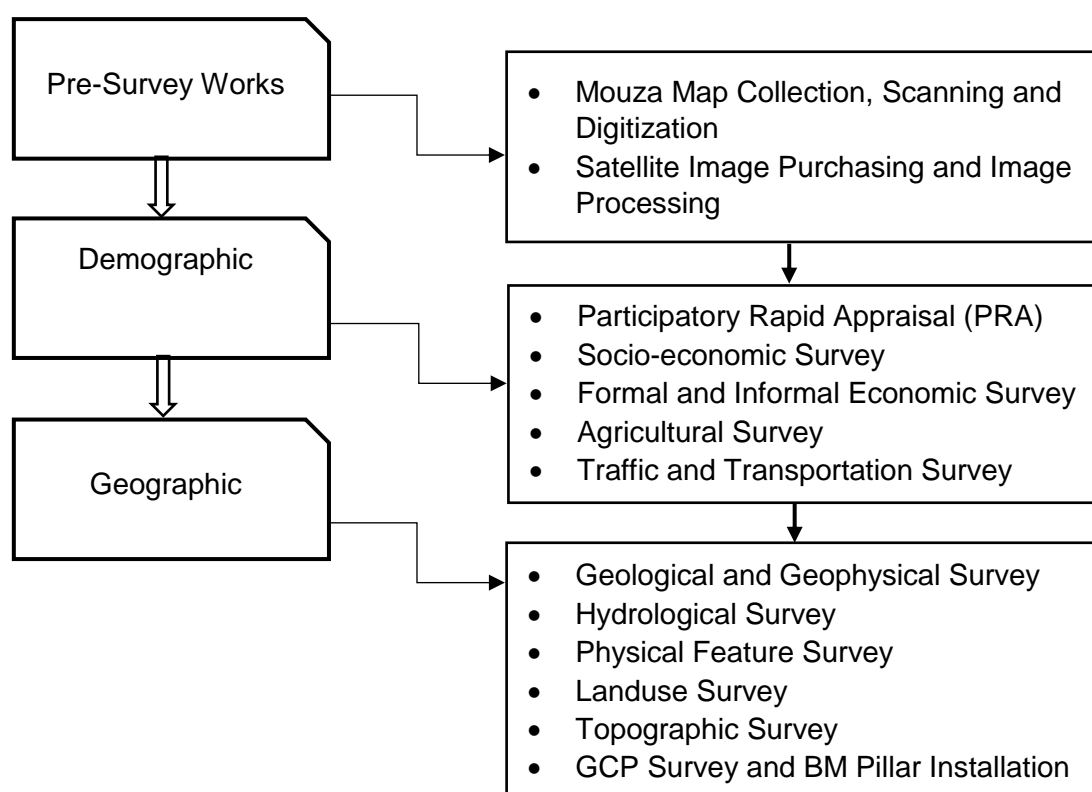 Pre-Survey Works
• Mouza Map Collection, Scanning and
Digitization
• Satellite Image Purchasing and Image
Processing
Demographic
• Participatory Rapid Appraisal (PRA)
• Socio-economic Survey
• Formal and Informal Economic Survey
• Agricultural Survey
• Traffic and Transportation Survey
Geographic
• Geological and Geophysical Survey
• Hydrological Survey
• Physical Feature Survey
• Landuse Survey
• Topographic Survey
• GCP Survey and BM Pillar Installation